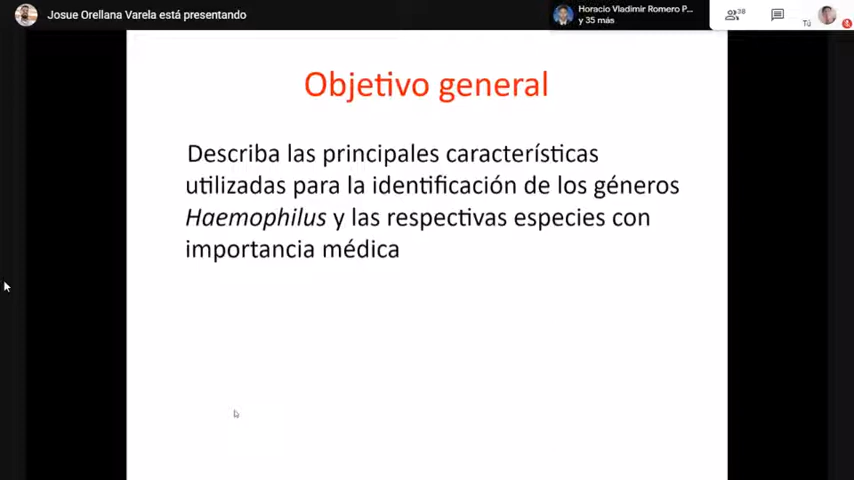 Josue Orellana Varela está presentando
Horacio Vladimir Romero P...
y 35 más
38
Tú
Objetivo general
Describa las principales características
utilizadas para la identificación de los géneros
Haemophilus y las respectivas especies con
importancia médica